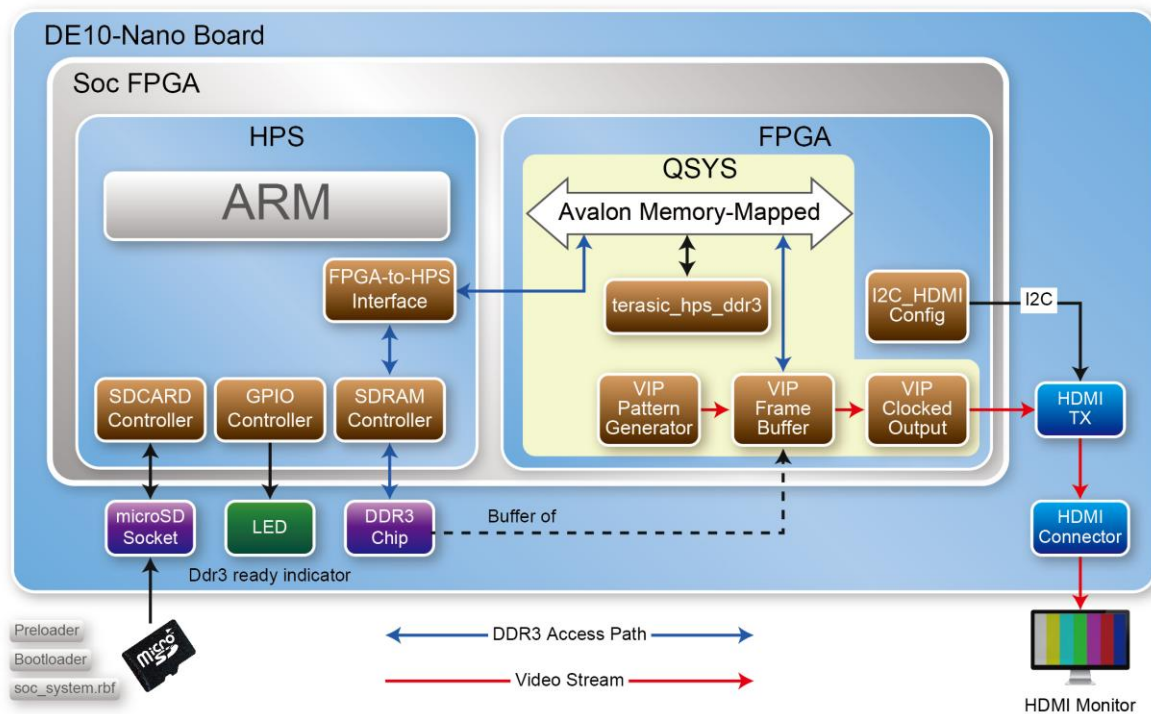 DE10-Nano Board
Soc FPGA
HPS
ARM
FPGA-to-HPS
Interface
SDCARD
Controller
GPIO
Controller
SDRAM
Controller
FPGA
QSYS
Avalon Memory-Mapped
terasic_hps_ddr3
I2C_HDMI
Config
I2C
VIP
Pattern
Generator
VIP
Frame
Buffer
VIP
Clocked
Output
HDMI
TX
microSD
Socket
LED
DDR3
Chip
Buffer of
HDMI
Connector
Ddr3 ready indicator
Preloader
Bootloader
soc_system.rbf
Micro
SD
DDR3 Access Path
Video Stream
HDMI Monitor